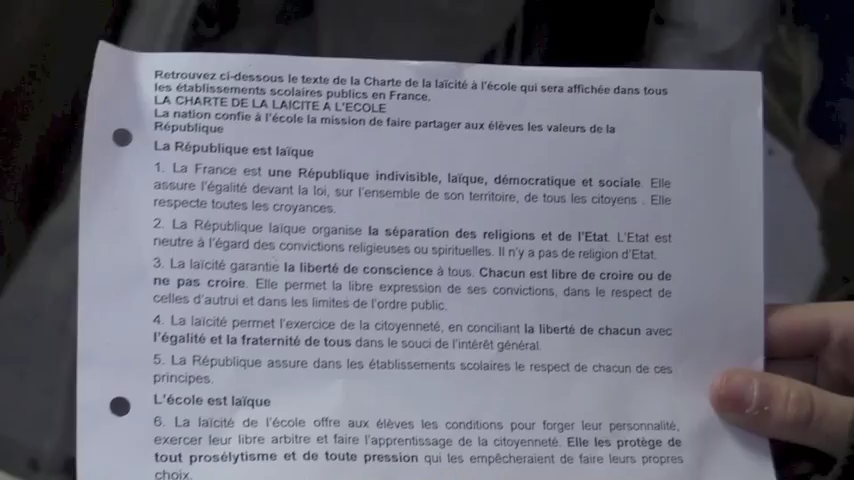 Retrouvez ci-dessous le texte de la Charte de la laïcité à l'école qui sera affichée dans tous
les établissements scolaires publics en France.
LA CHARTE DE LA LAICITE A L'ECOLE
La nation confie à l'école la mission de faire partager aux élèves les valeurs de la
République
La République est laïque
1. La France est une République indivisible, laïque, démocratique et sociale. Elle
assure l'égalité devant la loi, sur l'ensemble de son territoire, de tous les citoyens . Elle
respecte toutes les croyances.
2. La République laïque organise la séparation des religions et de l'Etat. L'Etat est
neutre à l'égard des convictions religieuses ou spirituelles. Il n'y a pas de religion d'Etat.
3. La laïcité garantie la liberté de conscience à tous. Chacun est libre de croire ou de
ne pas croire. Elle permet la libre expression de ses convictions, dans le respect de
celles d'autrui et dans les limites de l'ordre public.
4. La laïcité permet l'exercice de la citoyenneté, en conciliant la liberté de chacun avec
l'égalité et la fraternité de tous dans le souci de l'intérêt général.
5. La République assure dans les établissements scolaires le respect de chacun de ces
principes.
L'école est laïque
6. La laïcité de l'école offre aux élèves les conditions pour forger leur personnalité,
exercer leur libre arbitre et faire l'apprentissage de la citoyenneté. Elle les protège de
tout prosélytisme et de toute pression qui les empêcheraient de faire leurs propres
choix.